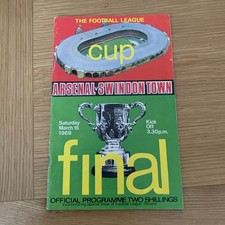 THE FOOTBALL LEAGUE
cup
ARSENAL·SWINDON TOWN
Saturday
March 15
1969
Kick
Off
3.30p.m.
final
OFFICIAL PROGRAMME TWO SHILLINGS